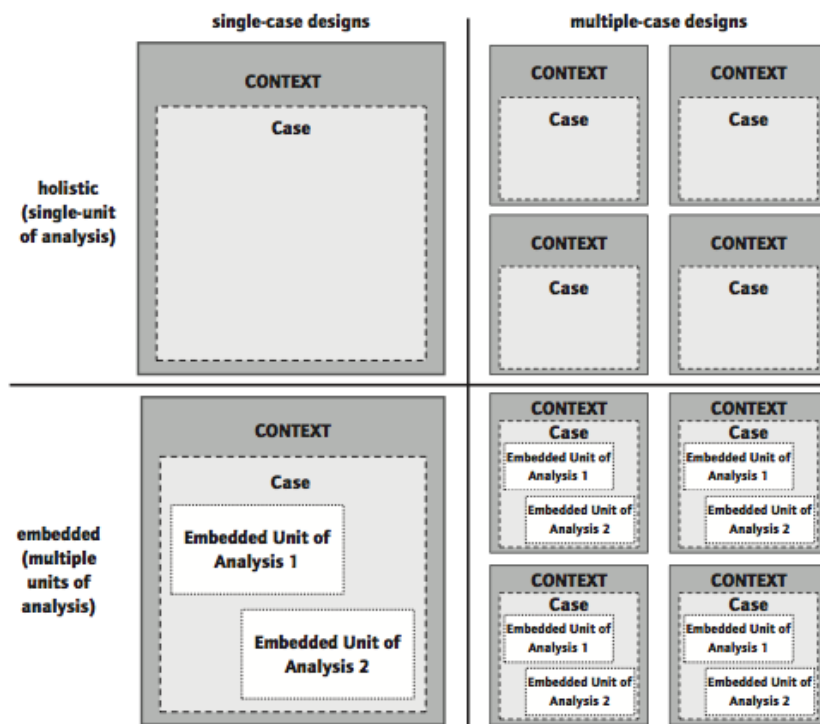 single-case designs
multiple-case designs
CONTEXT
Case
holistic
(single-unit
of analysis)
CONTEXT
Case
CONTEXT
Case
CONTEXT
Case
CONTEXT
Case
embedded
(multiple
units of
analysis)
CONTEXT
Case
Embedded Unit of
Analysis 1
Embedded Unit of
Analysis 2
CONTEXT
Case
Embedded Unit of
Analysis 1
Embedded Unit of
Analysis 2
CONTEXT
Case
Embedded Unit of
Analysis 1
Embedded Unit of
Analysis 2
CONTEXT
Case
Embedded Unit of
Analysis 1
Embedded Unit of
Analysis 2
CONTEXT
Case
Embedded Unit of
Analysis 1
Embedded Unit of
Analysis 2